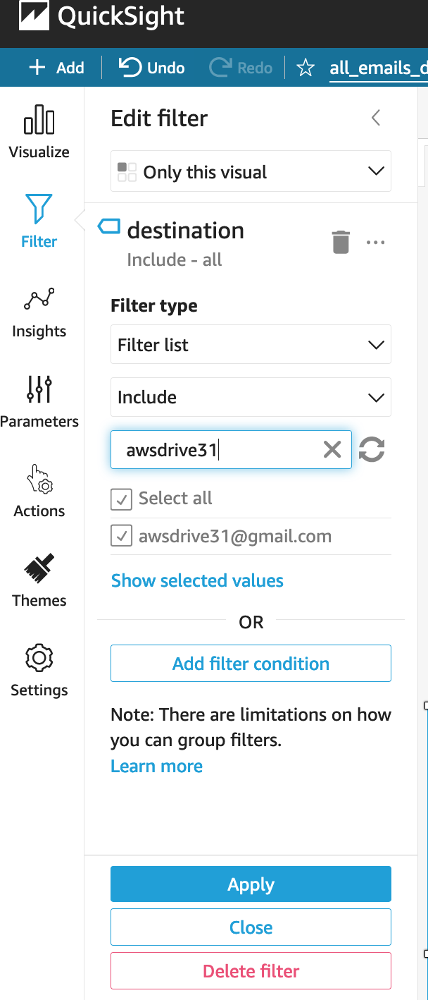 QuickSight
Add
Undo
Redo
all_emails_d
Visualize
Filter
Insights
Parameters
Actions
Themes
Settings
Edit filter
Only this visual
destination
Include - all
Filter type
Filter list
Include
awsdrive31
Select all
awsdrive31@gmail.com
Show selected values
OR
Add filter condition
Note: There are limitations on how
you can group filters.
Learn more
Apply
Close
Delete filter